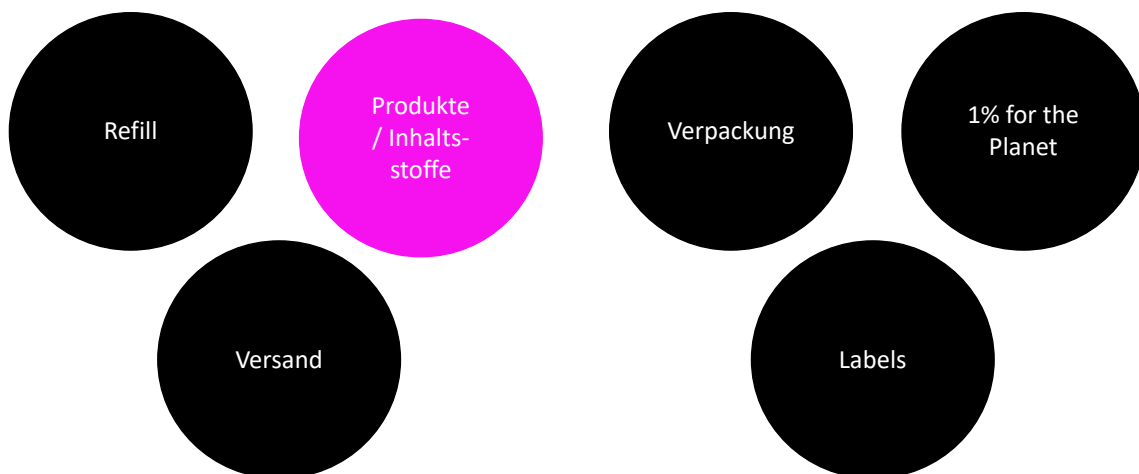 Refill
Produkte
/ Inhalts-
stoffe
Verpackung
1% for the
Planet
Versand
Labels